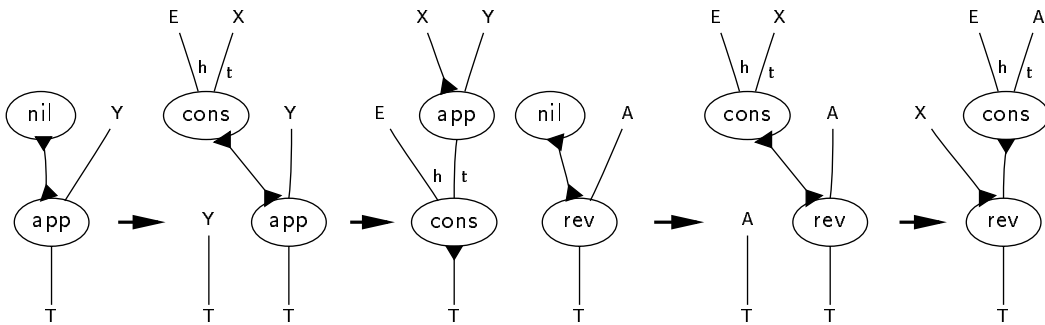 E X X Y E X E A
h t h t h t
nil Y cons Y E app nil A cons A X cons
h t
app Y app cons rev A rev rev
T T T T T T T T